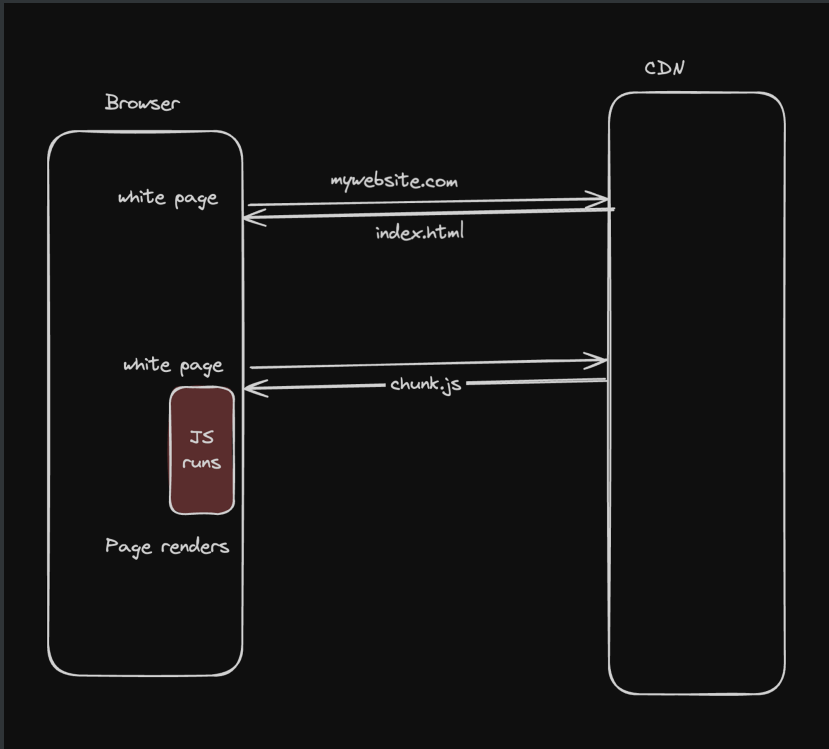 CDN
Browser
mywebsite.com
white page
index.html
white page
chunk.js
JS
runs
Page renders